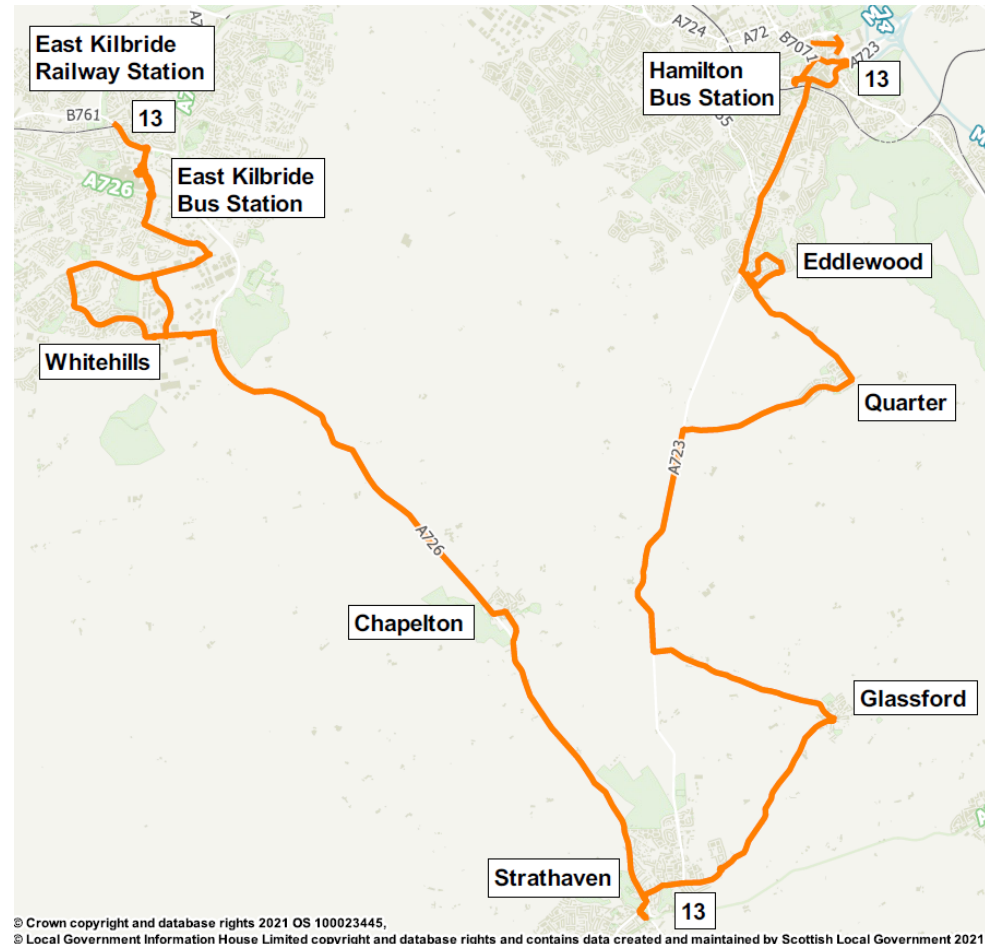 East Kilbride
Railway Station
A724
A72
B7071
A723
Hamilton
Bus Station
13
B761
13
A726
East Kilbride
Bus Station
Eddlewood
Whitehills
Quarter
A723
A726
Chapelton
Glassford
Strathaven
13
© Crown copyright and database rights 2021 OS 100023445,
© Local Government Information House Limited copyright and database rights and contains data created and maintained by Scottish Local Government 2021